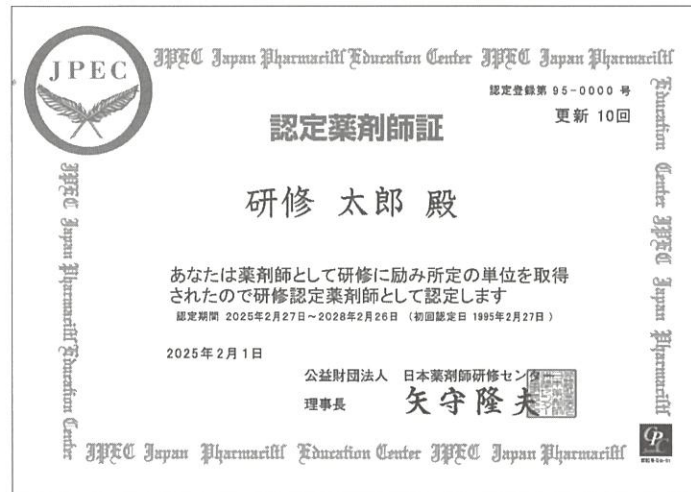 JPEC
JPEC Japan Pharmacists Education Center JPEC Japan Pharmacists
Education Center JPEC Japan Pharmacists
認定登録第 95-0000 号
更新 10回
認定薬剤師証
研修 太郎 殿
あなたは薬剤師として研修に励み所定の単位を取得
されたので研修認定薬剤師として認定します
認定期間 2025年2月27日~2028年2月26日 (初回認定日 1995年2月27日)
2025年2月1日
公益財団法人 日本薬剤師研修センター
理事長 矢守隆夫
JPEC Japan Pharmacists Education Center
JPEC Japan Pharmacists Education Center JPEC Japan Pharmacists